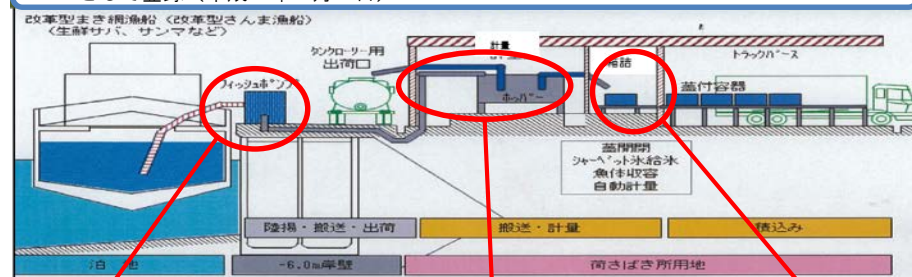 改革型まき網漁船（改革型さんま漁船）
（生鮮サバ、サンマなど）
タンクローリー用
出荷口
フィッシュポンプ
計量
ホッパー
箱詰
トラックバース
蓋付容器
蓋開閉
シャーベット氷給氷
魚体収容
自動計量
陸揚・搬送・出荷
搬送・計量
積込み
泊地
-6.0m岸壁
荷さばき所用地